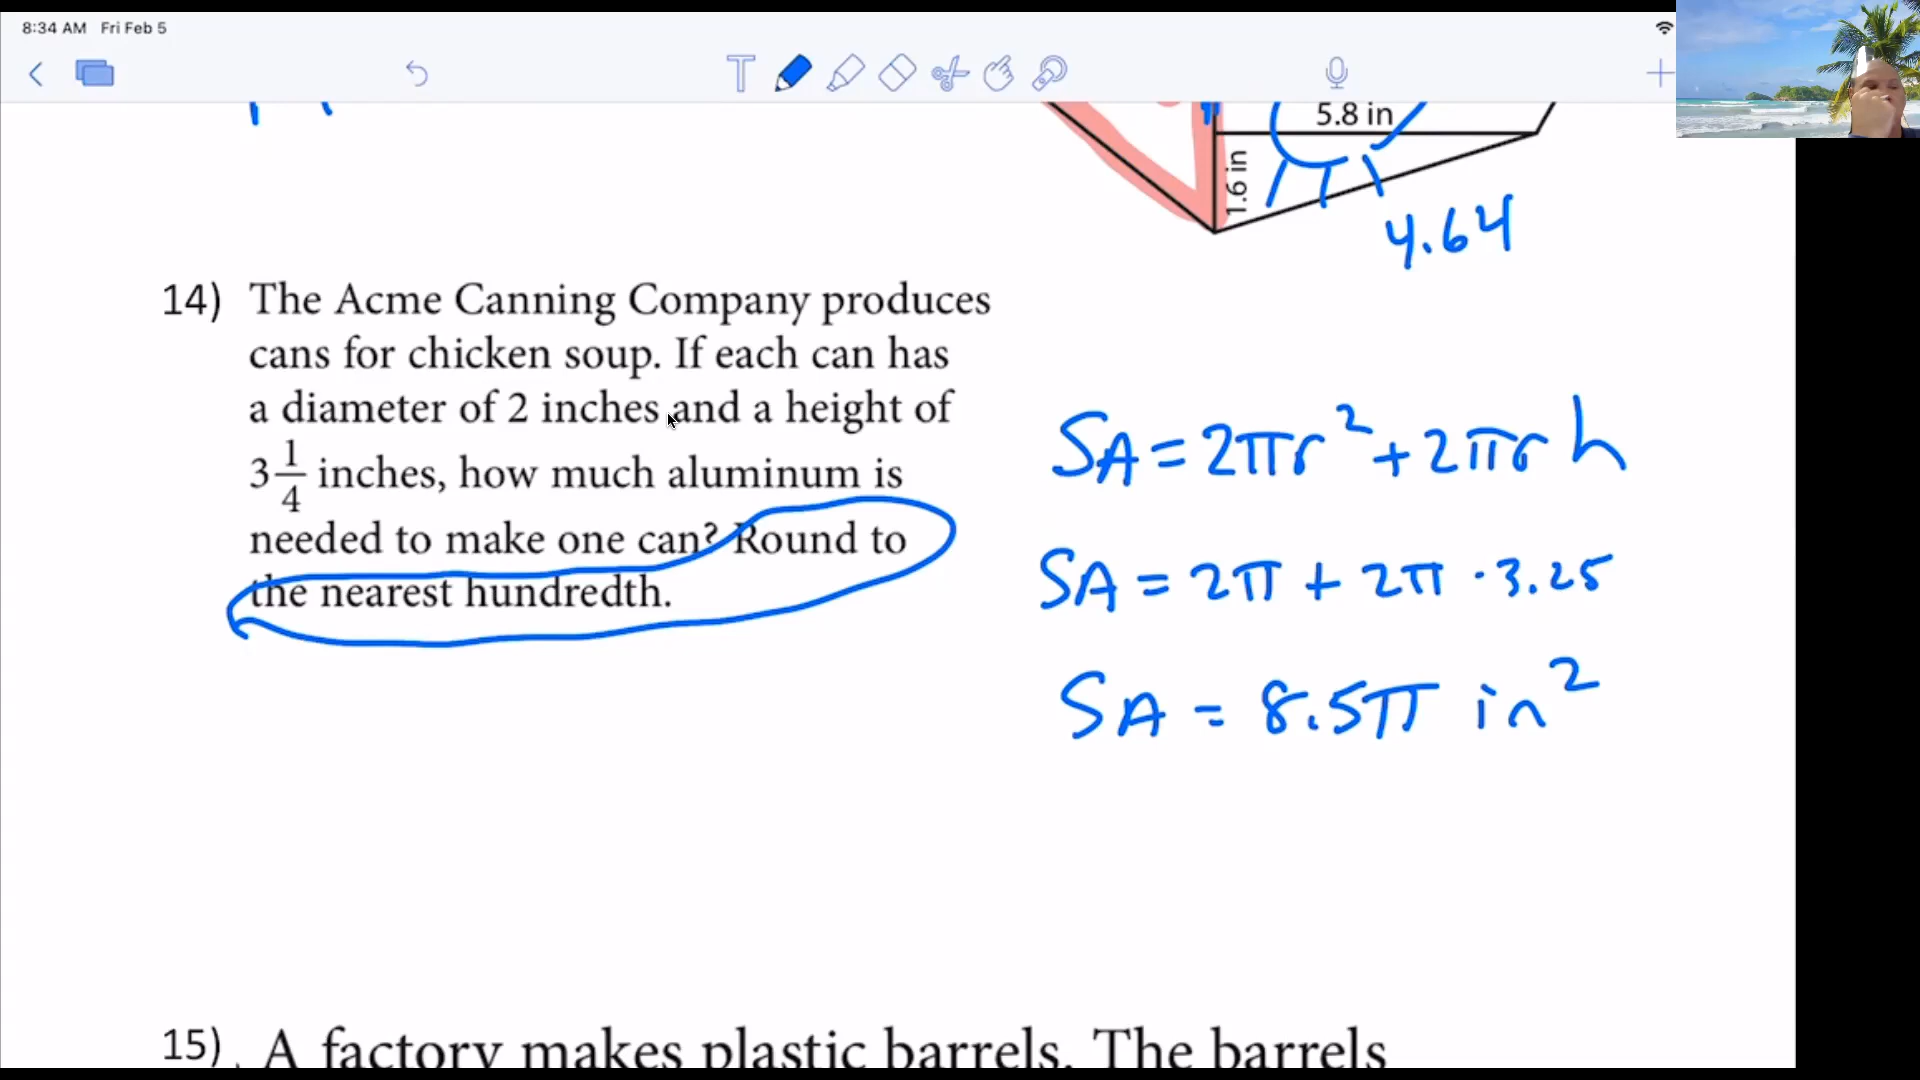 8:34 AM Fri Feb 5
5.8 in
1.6 in
4.64
14) The Acme Canning Company produces
cans for chicken soup. If each can has
a diameter of 2 inches and a height of
3 1/4 inches, how much aluminum is
needed to make one can? Round to
the nearest hundredth.
SA = 2πr² + 2πr h
SA = 2π + 2π · 3.25
SA = 8.5π in²
15) A factory makes plastic barrels. The barrels